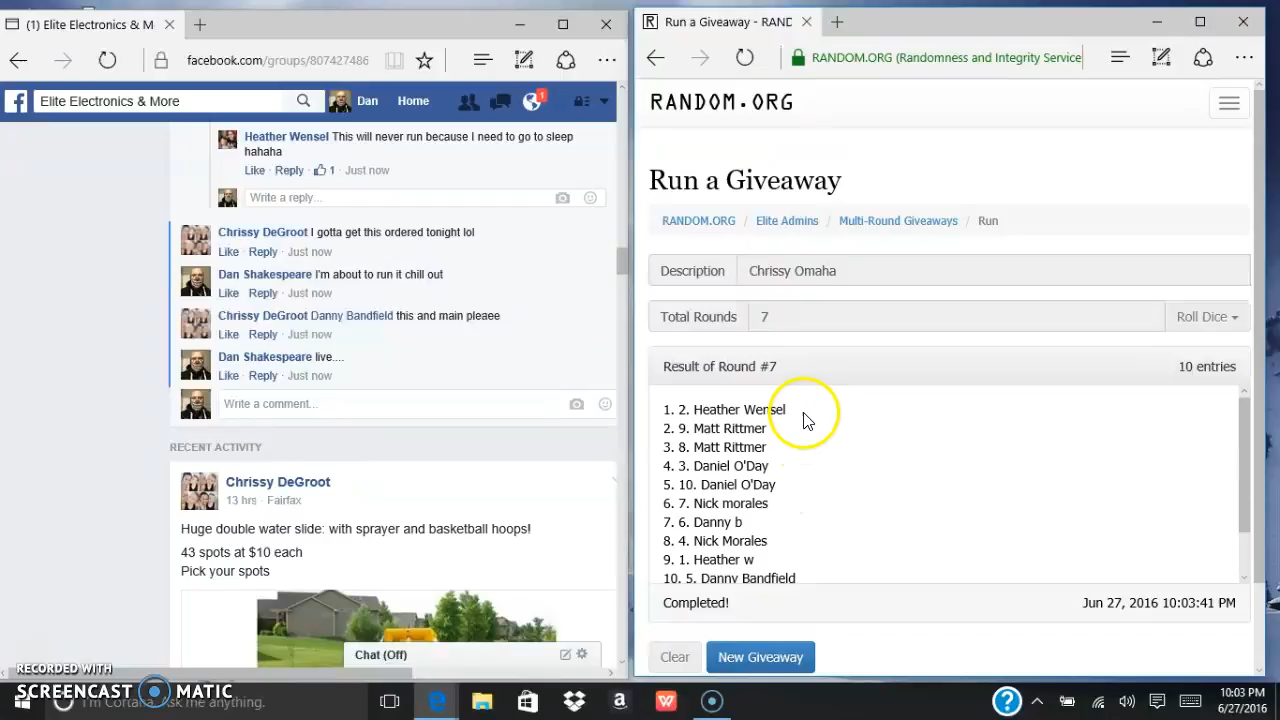 (1) Elite Electronics & M
facebook.com/groups/807427486
Elite Electronics & More
Dan
Home
1
Heather Wensel This will never run because I need to go to sleep
hahaha
Like · Reply · 1 · Just now
Write a reply...
Chrissy DeGroot I gotta get this ordered tonight lol
Like · Reply · Just now
Dan Shakespeare I'm about to run it chill out
Like · Reply · Just now
Chrissy DeGroot Danny Bandfield this and main pleaee
Like · Reply · Just now
Dan Shakespeare live....
Like · Reply · Just now
Write a comment...
RECENT ACTIVITY
Chrissy DeGroot
13 hrs · Fairfax
Huge double water slide: with sprayer and basketball hoops!
43 spots at $10 each
Pick your spots
Chat (Off)
Run a Giveaway - RAND
RANDOM.ORG (Randomness and Integrity Service
RANDOM.ORG
Run a Giveaway
RANDOM.ORG / Elite Admins / Multi-Round Giveaways / Run
Description Chrissy Omaha
Total Rounds 7 Roll Dice
Result of Round #7 10 entries
1. 2. Heather Wensel
2. 9. Matt Rittmer
3. 8. Matt Rittmer
4. 3. Daniel O'Day
5. 10. Daniel O'Day
6. 7. Nick morales
7. 6. Danny b
8. 4. Nick Morales
9. 1. Heather w
10. 5. Danny Bandfield
Completed! Jun 27, 2016 10:03:41 PM
Clear New Giveaway
RECORDED WITH
SCREENCAST MATIC
I'm Cortana. Ask me anything.
10:03 PM
6/27/2016